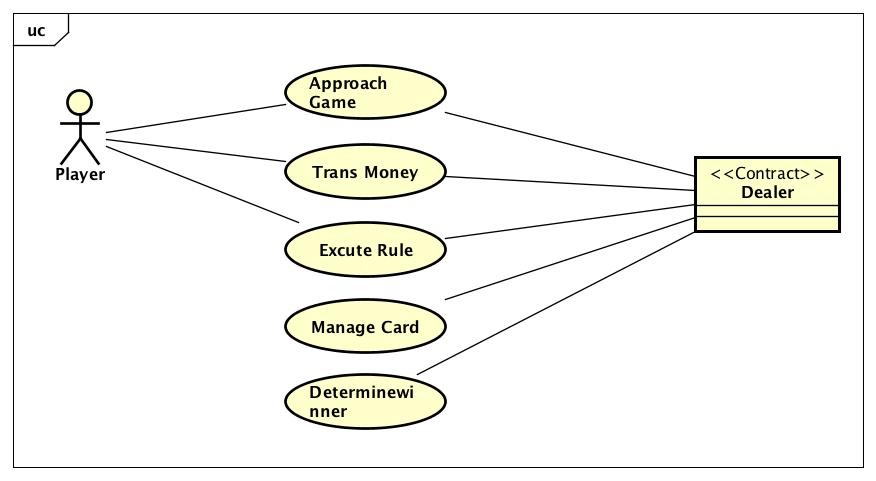 uc
Approach
Game
Trans Money
Player
<<Contract>>
Dealer
Excute Rule
Manage Card
Determinewi
nner